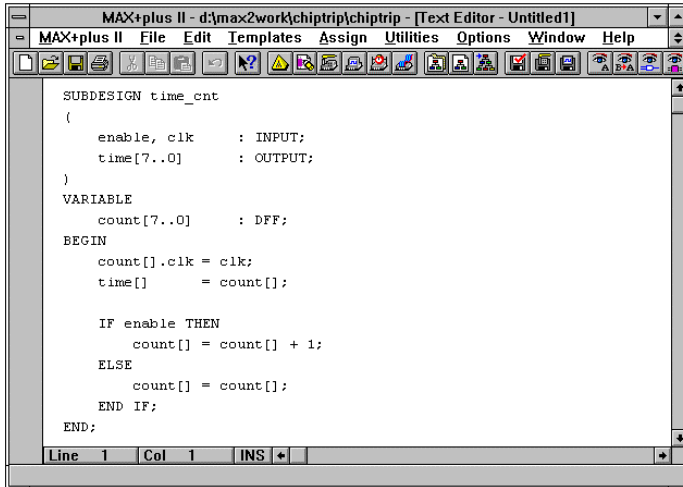 MAX+plus II - d:\max2work\chiptrip\chiptrip - [Text Editor - Untitled1]
MAX+plus II File Edit Templates Assign Utilities Options Window Help
SUBDESIGN time_cnt
(
    enable, clk     : INPUT;
    time[7..0]      : OUTPUT;
)
VARIABLE
    count[7..0]     : DFF;
BEGIN
    count[].clk = clk;
    time[]      = count[];
    IF enable THEN
        count[] = count[] + 1;
    ELSE
        count[] = count[];
    END IF;
END;
Line 1 Col 1 INS